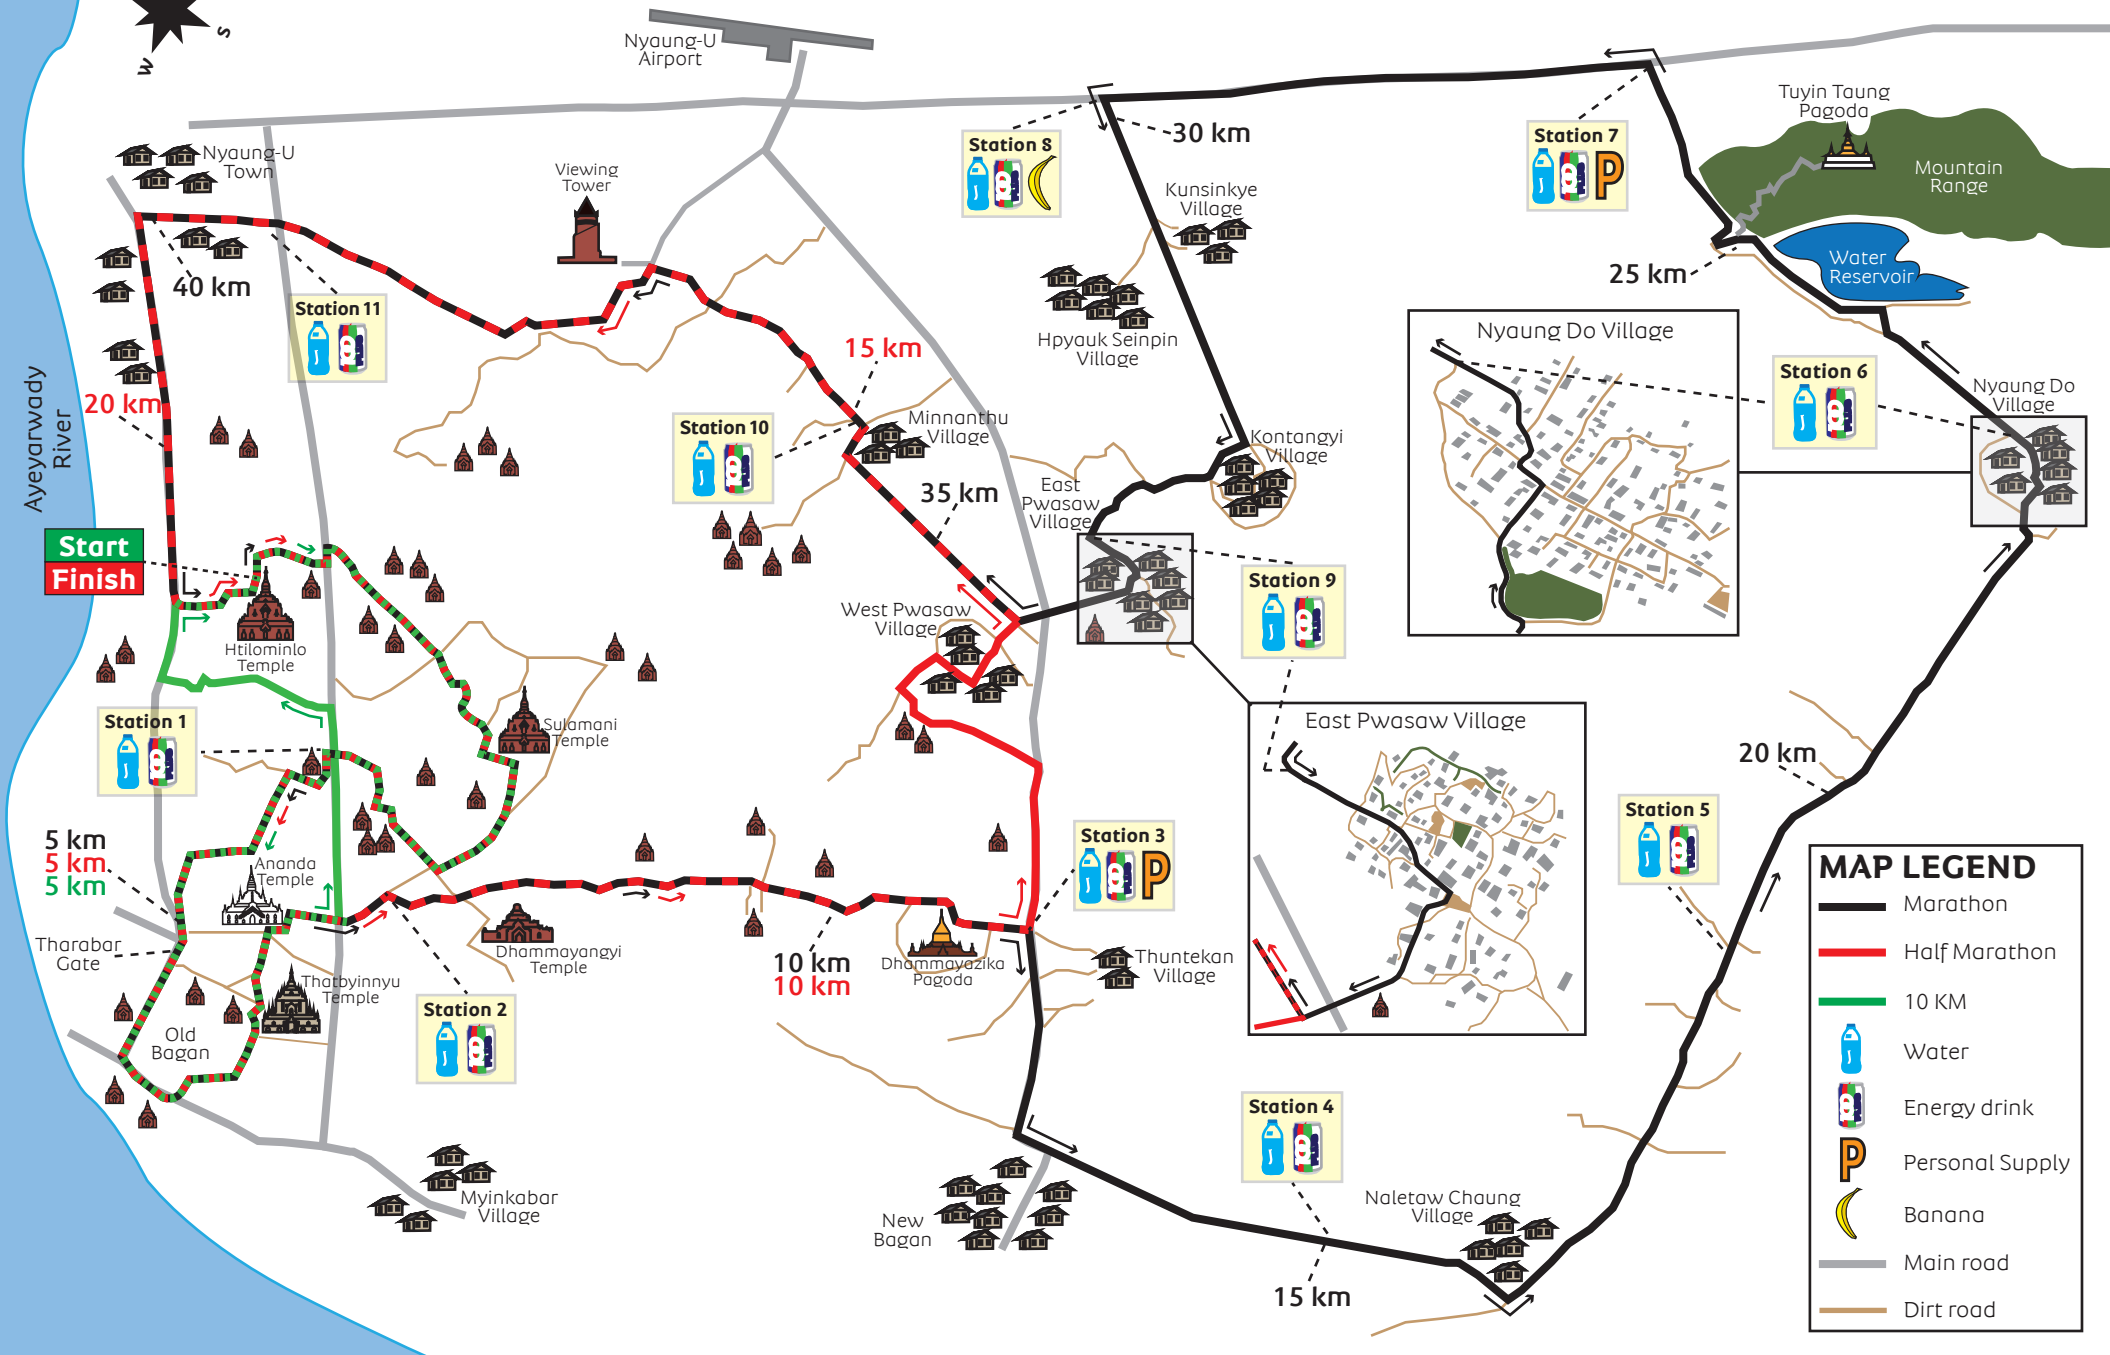 W
S
Nyaung-U
Airport
Tuyin Taung
Pagoda
Mountain
Range
Nyaung-U
Town
Viewing
Tower
Station 8
30 km
Station 7
P
Kunsinkye
Village
40 km
Station 11
25 km
Water
Reservoir
Hpyauk Seinpin
Village
Nyaung Do Village
15 km
Station 6
Nyaung Do
Village
Ayeyarwady
River
20 km
Station 10
Minnanthu
Village
Kontangyi
Village
35 km
East
Pwasaw
Village
Start
Finish
Station 9
West Pwasaw
Village
Htilominlo
Temple
Station 1
Sulamani
Temple
East Pwasaw Village
20 km
Station 5
5 km
5 km
5 km
Ananda
Temple
Station 3
P
Tharabar
Gate
Thatbyinnyu
Temple
Dhammayangyi
Temple
10 km
10 km
Dhammayazika
Pagoda
Thuntekan
Village
Station 2
Old
Bagan
Station 4
Myinkabar
Village
New
Bagan
Naletaw Chaung
Village
15 km
MAP LEGEND
Marathon
Half Marathon
10 KM
Water
Energy drink
P
Personal Supply
Banana
Main road
Dirt road